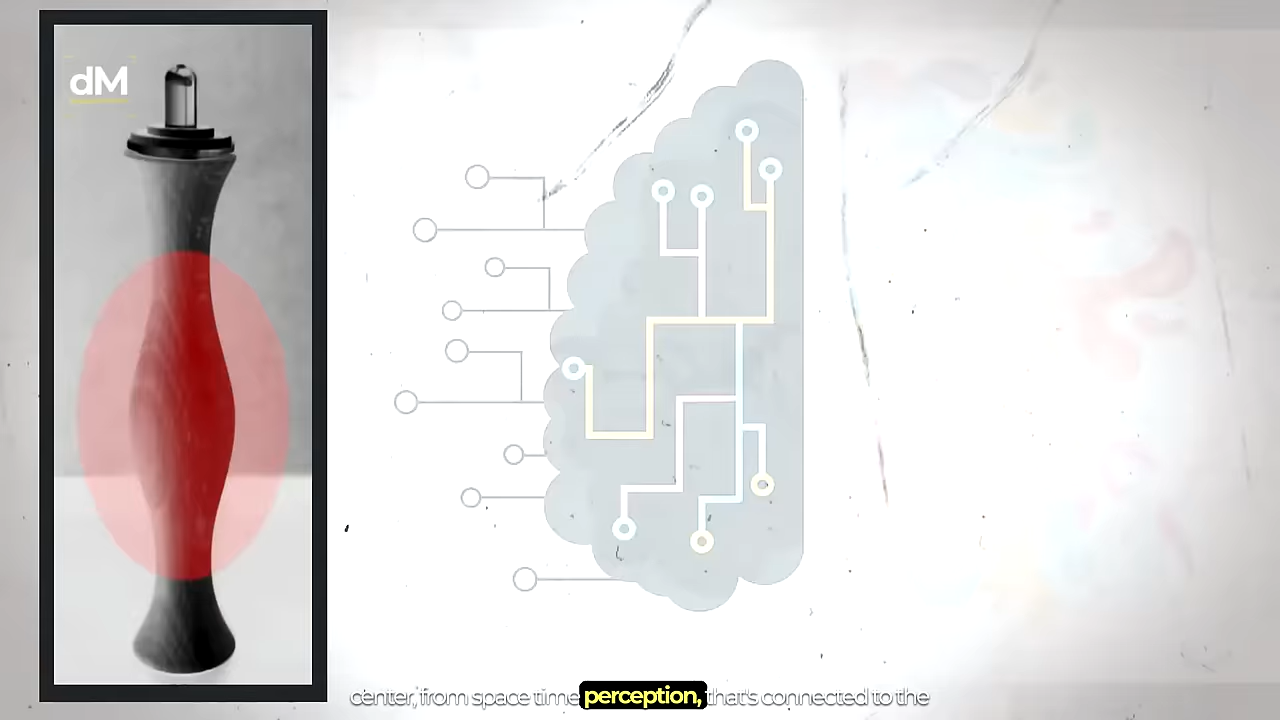 dM
center, from space time perception, that's connected to the